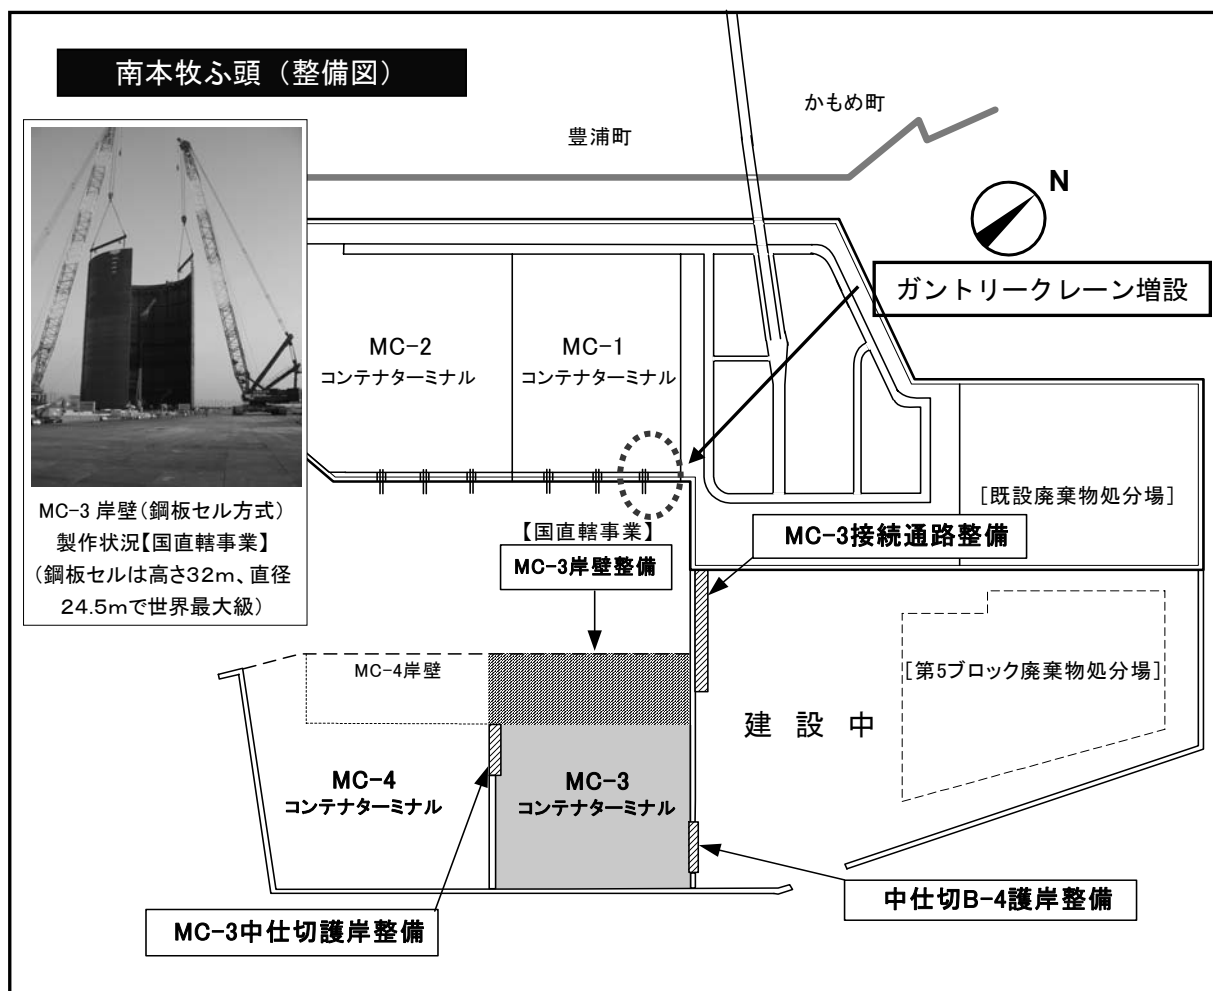 南本牧ふ頭（整備図）
かもめ町
豊浦町
N
ガントリークレーン増設
MC-2
コンテナターミナル
MC-1
コンテナターミナル
［既設廃棄物処分場］
MC-3 岸壁（鋼板セル方式）
製作状況【国直轄事業】
（鋼板セルは高さ32m、直径
24.5mで世界最大級）
【国直轄事業】
MC-3岸壁整備
MC-3接続通路整備
MC-4岸壁
［第5ブロック廃棄物処分場］
建 設 中
MC-4
コンテナターミナル
MC-3
コンテナターミナル
中仕切B-4護岸整備
MC-3中仕切護岸整備